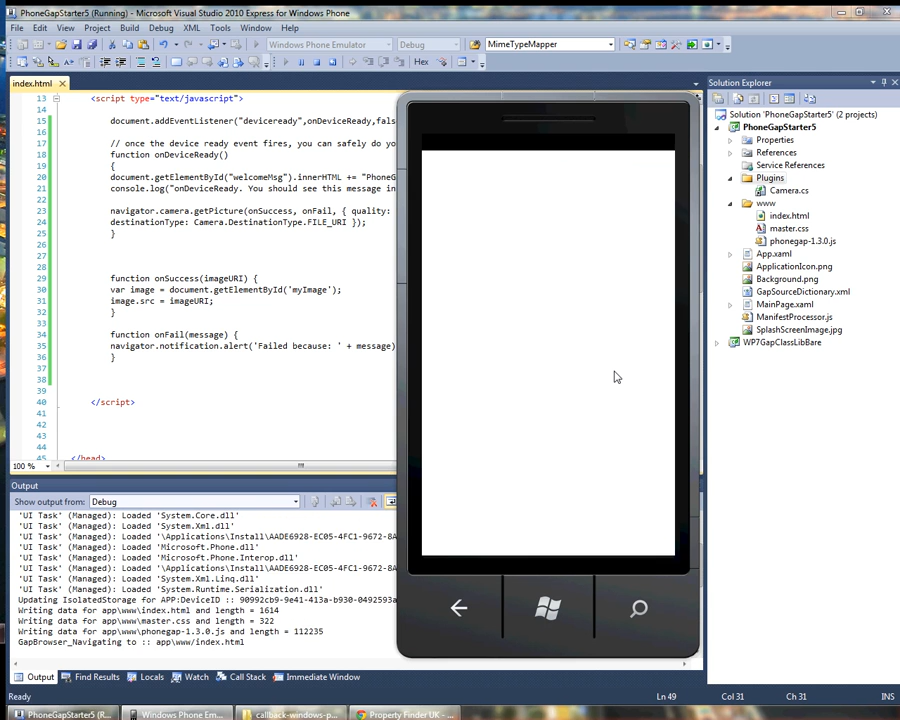 PhoneGapStarter5 (Running) - Microsoft Visual Studio 2010 Express for Windows Phone
File Edit View Project Build Debug XML Tools Window Help
Windows Phone Emulator Debug MimeTypeMapper
Hex
index.html
13 <script type="text/javascript">
14
15 document.addEventListener("deviceready",onDeviceReady,fals
16
17 // once the device ready event fires, you can safely do yo
18 function onDeviceReady()
19 {
20 document.getElementById("welcomeMsg").innerHTML += "PhoneG
21 console.log("onDeviceReady. You should see this message in
22
23 navigator.camera.getPicture(onSuccess, onFail, { quality:
24 destinationType: Camera.DestinationType.FILE_URI });
25 }
26
27
28
29 function onSuccess(imageURI) {
30 var image = document.getElementById('myImage');
31 image.src = imageURI;
32 }
33
34 function onFail(message) {
35 navigator.notification.alert('Failed because: ' + message)
36 }
37
38
39
40 </script>
41
42
43
44 </head>
45
100 %
Output
Show output from: Debug
'UI Task' (Managed): Loaded 'System.Core.dll'
'UI Task' (Managed): Loaded 'System.Xml.dll'
'UI Task' (Managed): Loaded '\Applications\Install\AADE6928-EC05-4FC1-9672-8A
'UI Task' (Managed): Loaded 'Microsoft.Phone.dll'
'UI Task' (Managed): Loaded 'Microsoft.Phone.Interop.dll'
'UI Task' (Managed): Loaded '\Applications\Install\AADE6928-EC05-4FC1-9672-8A
'UI Task' (Managed): Loaded 'System.Xml.Linq.dll'
'UI Task' (Managed): Loaded 'System.Runtime.Serialization.dll'
Updating IsolatedStorage for APP:DeviceID :: 90992cb9-9e41-413a-b930-0492593a
Writing data for app\www\index.html and length = 1614
Writing data for app\www\master.css and length = 322
Writing data for app\www\phonegap-1.3.0.js and length = 112235
GapBrowser_Navigating to :: app/www/index.html
Output Find Results Locals Watch Call Stack Immediate Window
Solution Explorer
Solution 'PhoneGapStarter5' (2 projects)
PhoneGapStarter5
Properties
References
Service References
Plugins
Camera.cs
www
index.html
master.css
phonegap-1.3.0.js
App.xaml
ApplicationIcon.png
Background.png
GapSourceDictionary.xml
MainPage.xaml
ManifestProcessor.js
SplashScreenImage.jpg
WP7GapClassLibBare
Ready Ln 49 Col 31 Ch 31 INS
PhoneGapStarter5 (R... Windows Phone Em... callback-windows-p... Property Finder UK - ...